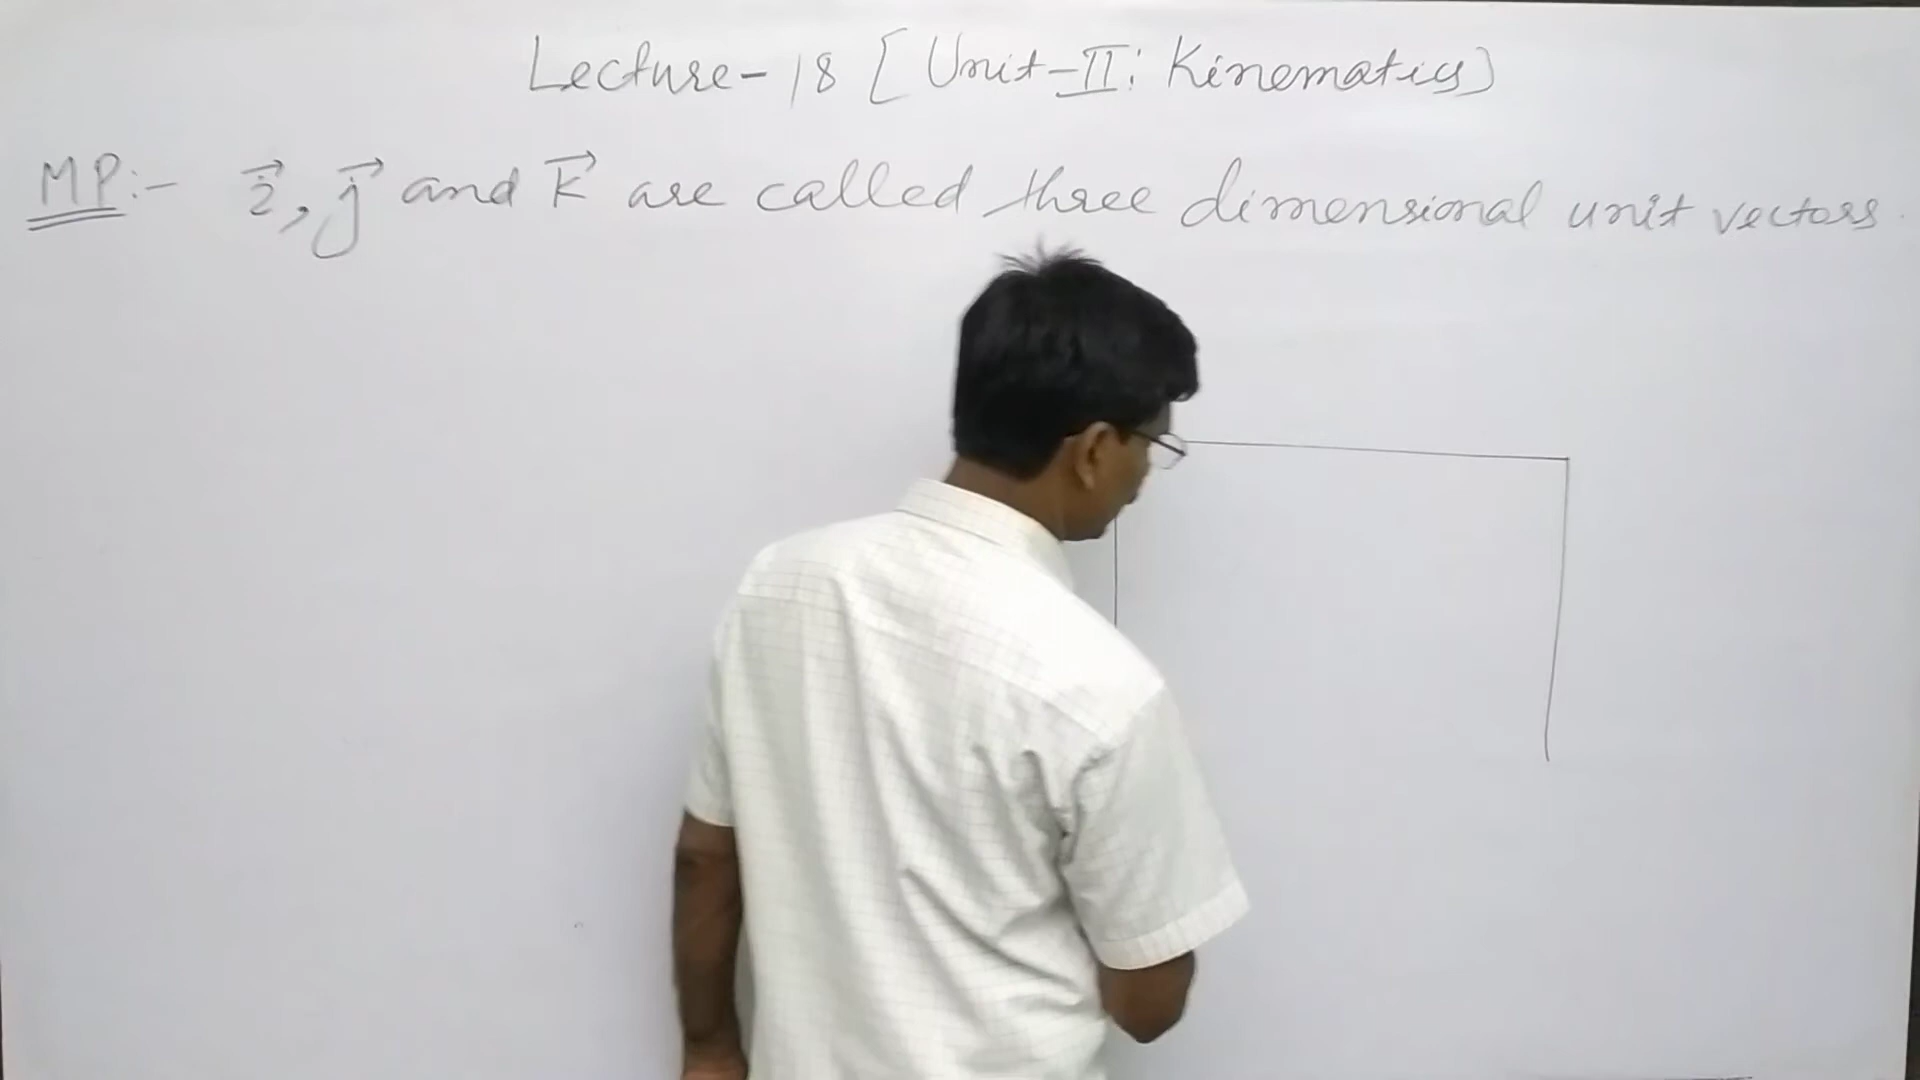 Lecture-18 [Unit-II: Kinematics]
MP:- i⃗, j⃗ and k⃗ are called three dimensional unit vectors.